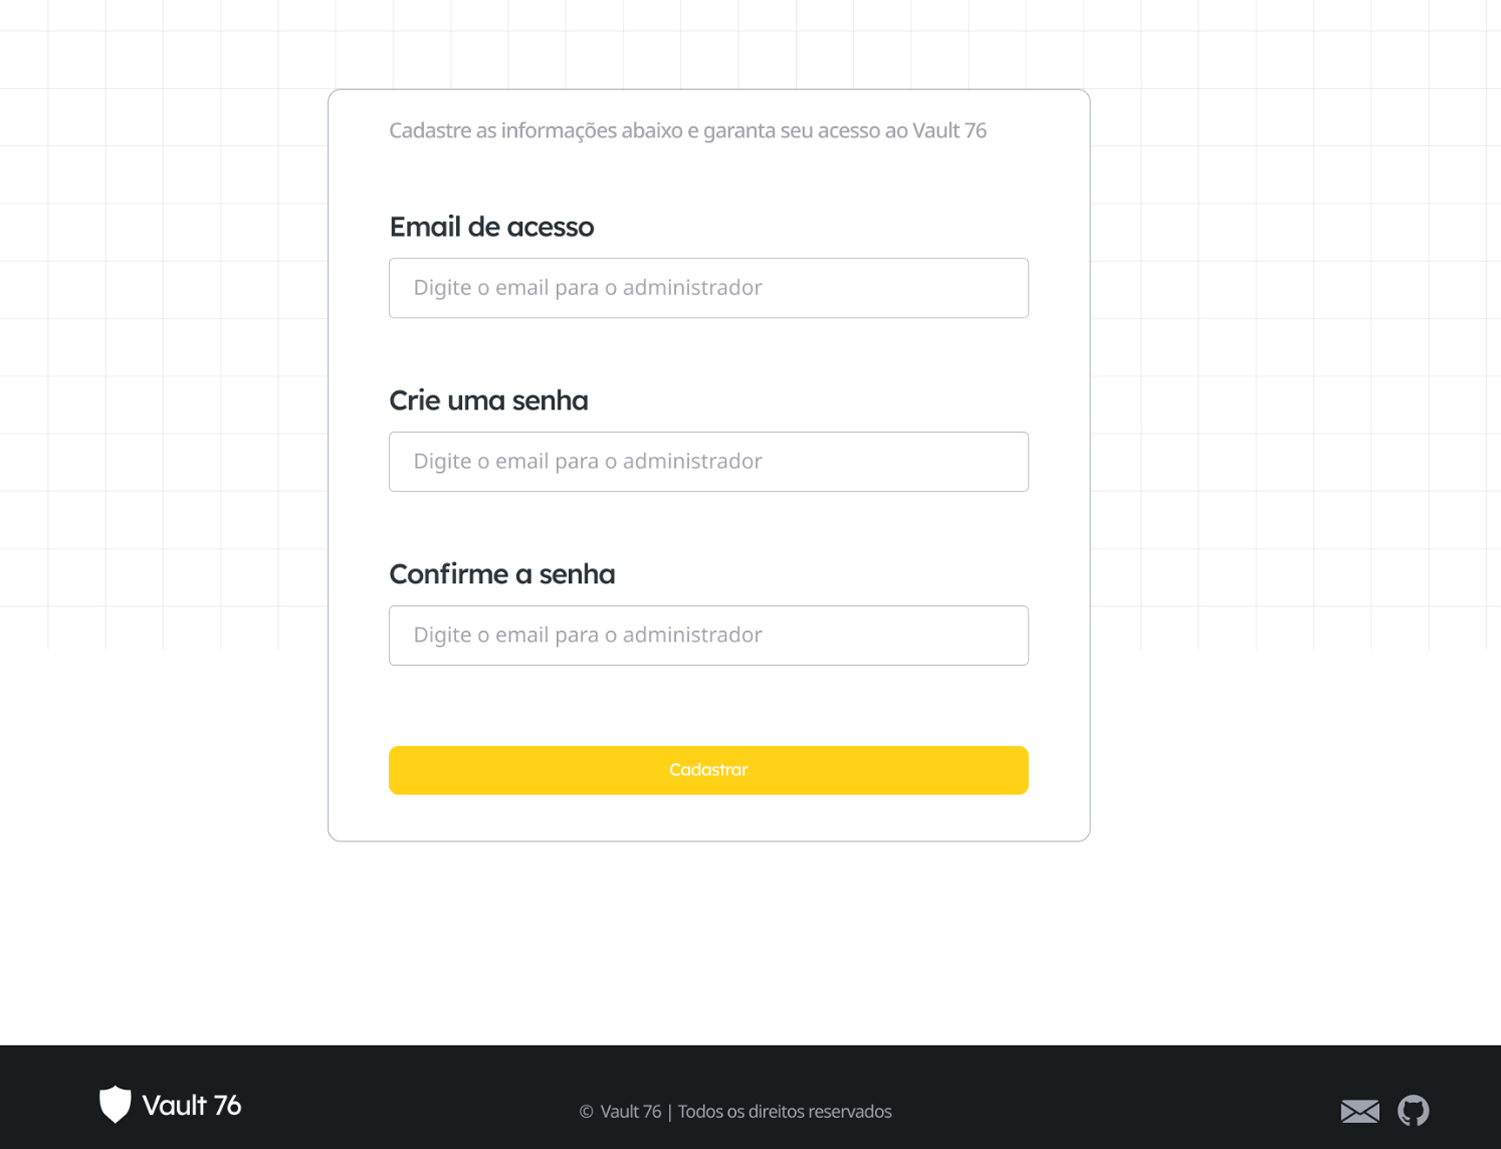 Cadastre as informações abaixo e garanta seu acesso ao Vault 76
Email de acesso
Digite o email para o administrador
Crie uma senha
Digite o email para o administrador
Confirme a senha
Digite o email para o administrador
Cadastrar
Vault 76
© Vault 76 | Todos os direitos reservados